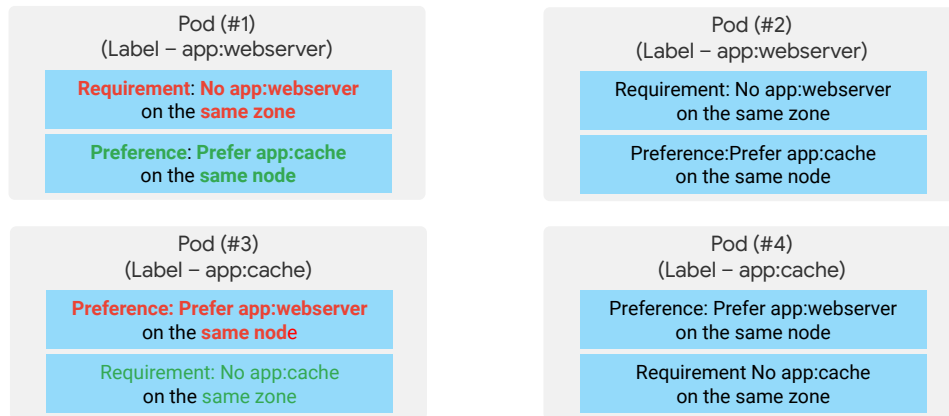 Pod (#1)
(Label – app:webserver)
Requirement: No app:webserver
on the same zone
Preference: Prefer app:cache
on the same node
Pod (#2)
(Label – app:webserver)
Requirement: No app:webserver
on the same zone
Preference:Prefer app:cache
on the same node
Pod (#3)
(Label – app:cache)
Preference: Prefer app:webserver
on the same node
Requirement: No app:cache
on the same zone
Pod (#4)
(Label – app:cache)
Preference: Prefer app:webserver
on the same node
Requirement No app:cache
on the same zone